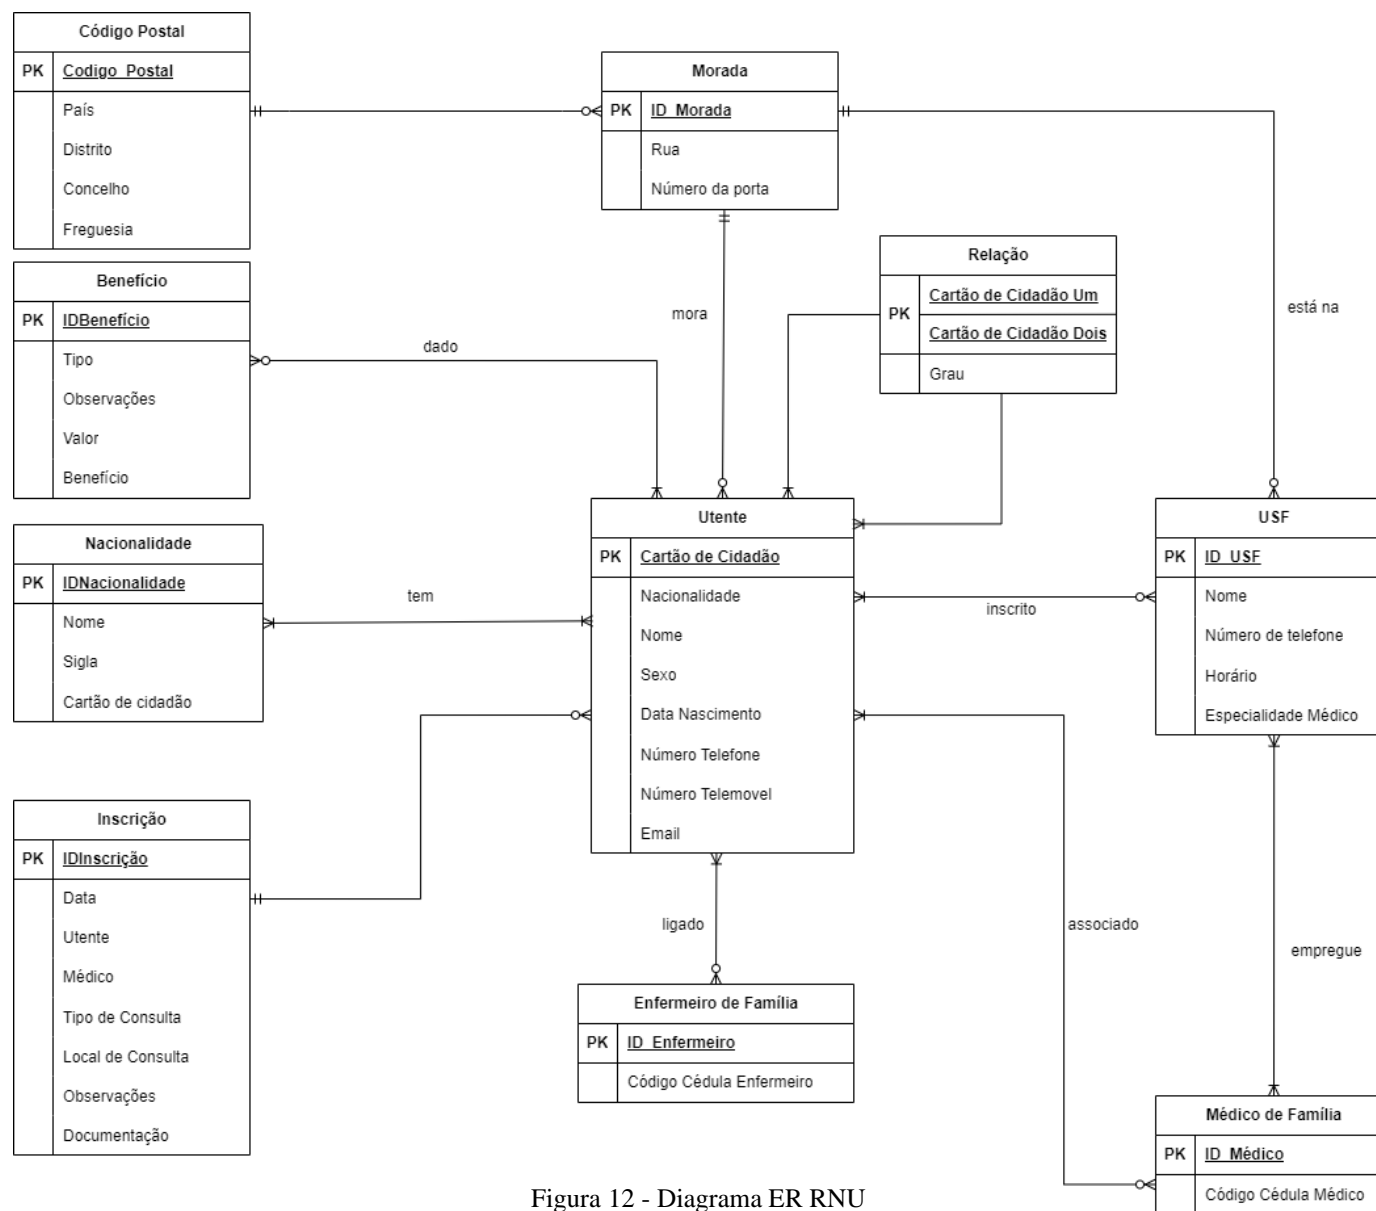 Código Postal
PK Codigo_Postal
País
Distrito
Concelho
Freguesia
Morada
PK ID_Morada
Rua
Número da porta
Relação
PK
Cartão de Cidadão Um
Cartão de Cidadão Dois
Grau
Benefício
PK IDBenefício
Tipo
Observações
Valor
Benefício
dado
mora
está na
Nacionalidade
PK IDNacionalidade
Nome
Sigla
Cartão de cidadão
tem
Utente
PK Cartão de Cidadão
Nacionalidade
Nome
Sexo
Data Nascimento
Número Telefone
Número Telemovel
Email
inscrito
USF
PK ID_USF
Nome
Número de telefone
Horário
Especialidade Médico
Inscrição
PK IDInscrição
Data
Utente
Médico
Tipo de Consulta
Local de Consulta
Observações
Documentação
ligado
associado
empregue
Enfermeiro de Família
PK ID_Enfermeiro
Código Cédula Enfermeiro
Médico de Família
PK ID_Médico
Código Cédula Médico
Figura 12 - Diagrama ER RNU